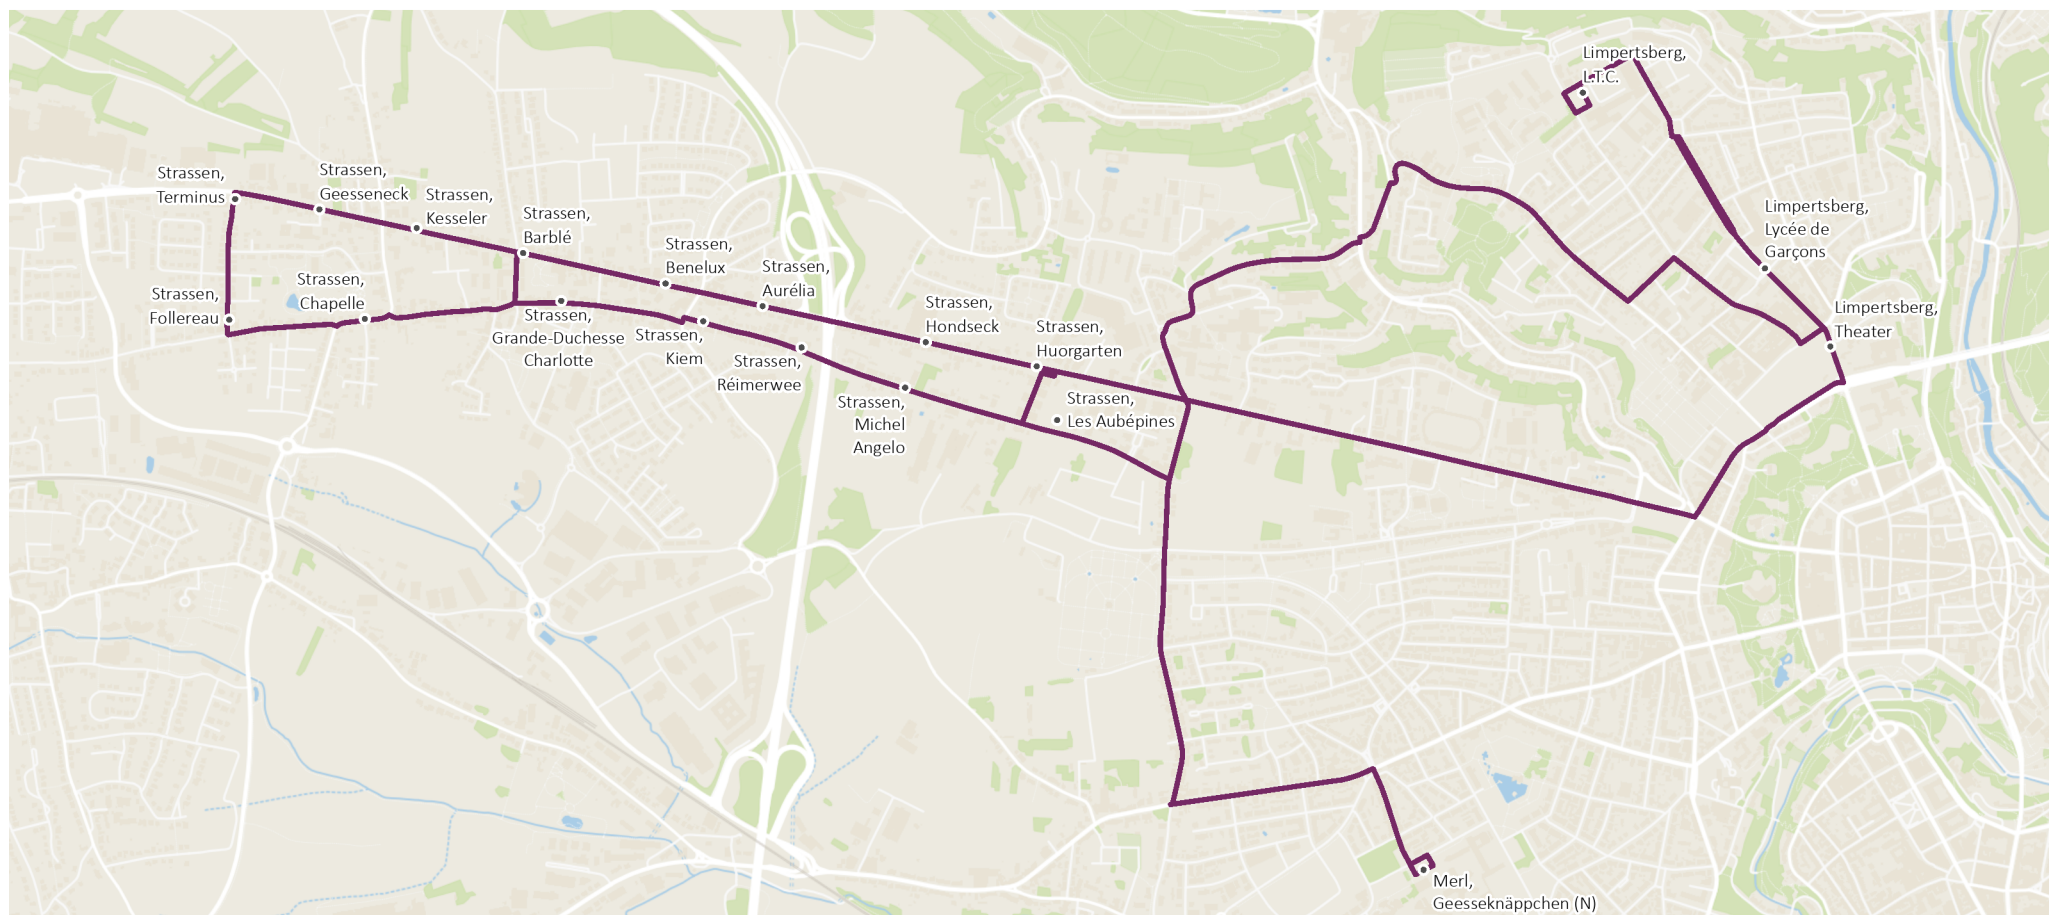 Limpertsberg,
L.T.C.
Strassen,
Terminus
Strassen,
Geesseneck
Strassen,
Kesseler
Strassen,
Barblé
Limpertsberg,
Lycée de
Garçons
Strassen,
Benelux
Strassen,
Aurélia
Strassen,
Chapelle
Strassen,
Follereau
Strassen,
Hondseck
Limpertsberg,
Theater
Strassen,
Grande-Duchesse
Charlotte
Strassen,
Kiem
Strassen,
Huorgarten
Strassen,
Réimerwee
Strassen,
Michel
Angelo
Strassen,
Les Aubépines
Merl,
Geesseknäppchen (N)